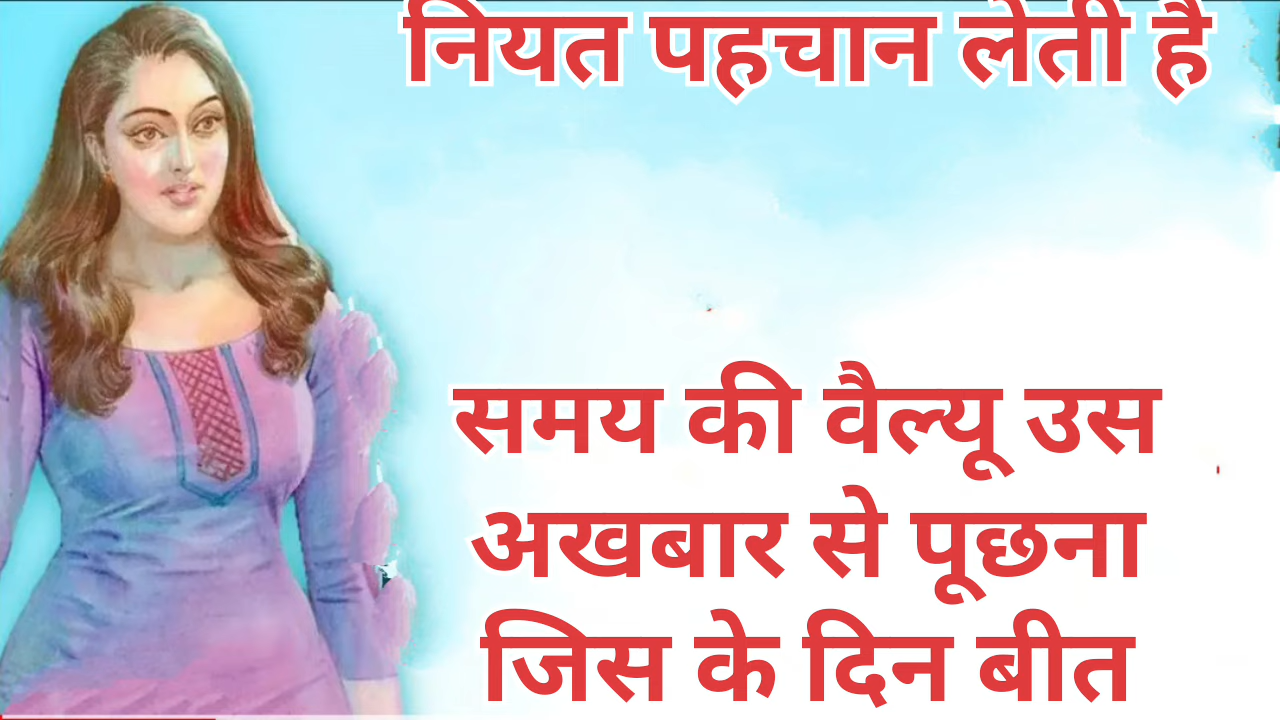 नियत पहचान लेती है
समय की वैल्यू उस
अखबार से पूछना
जिस के दिन बीत